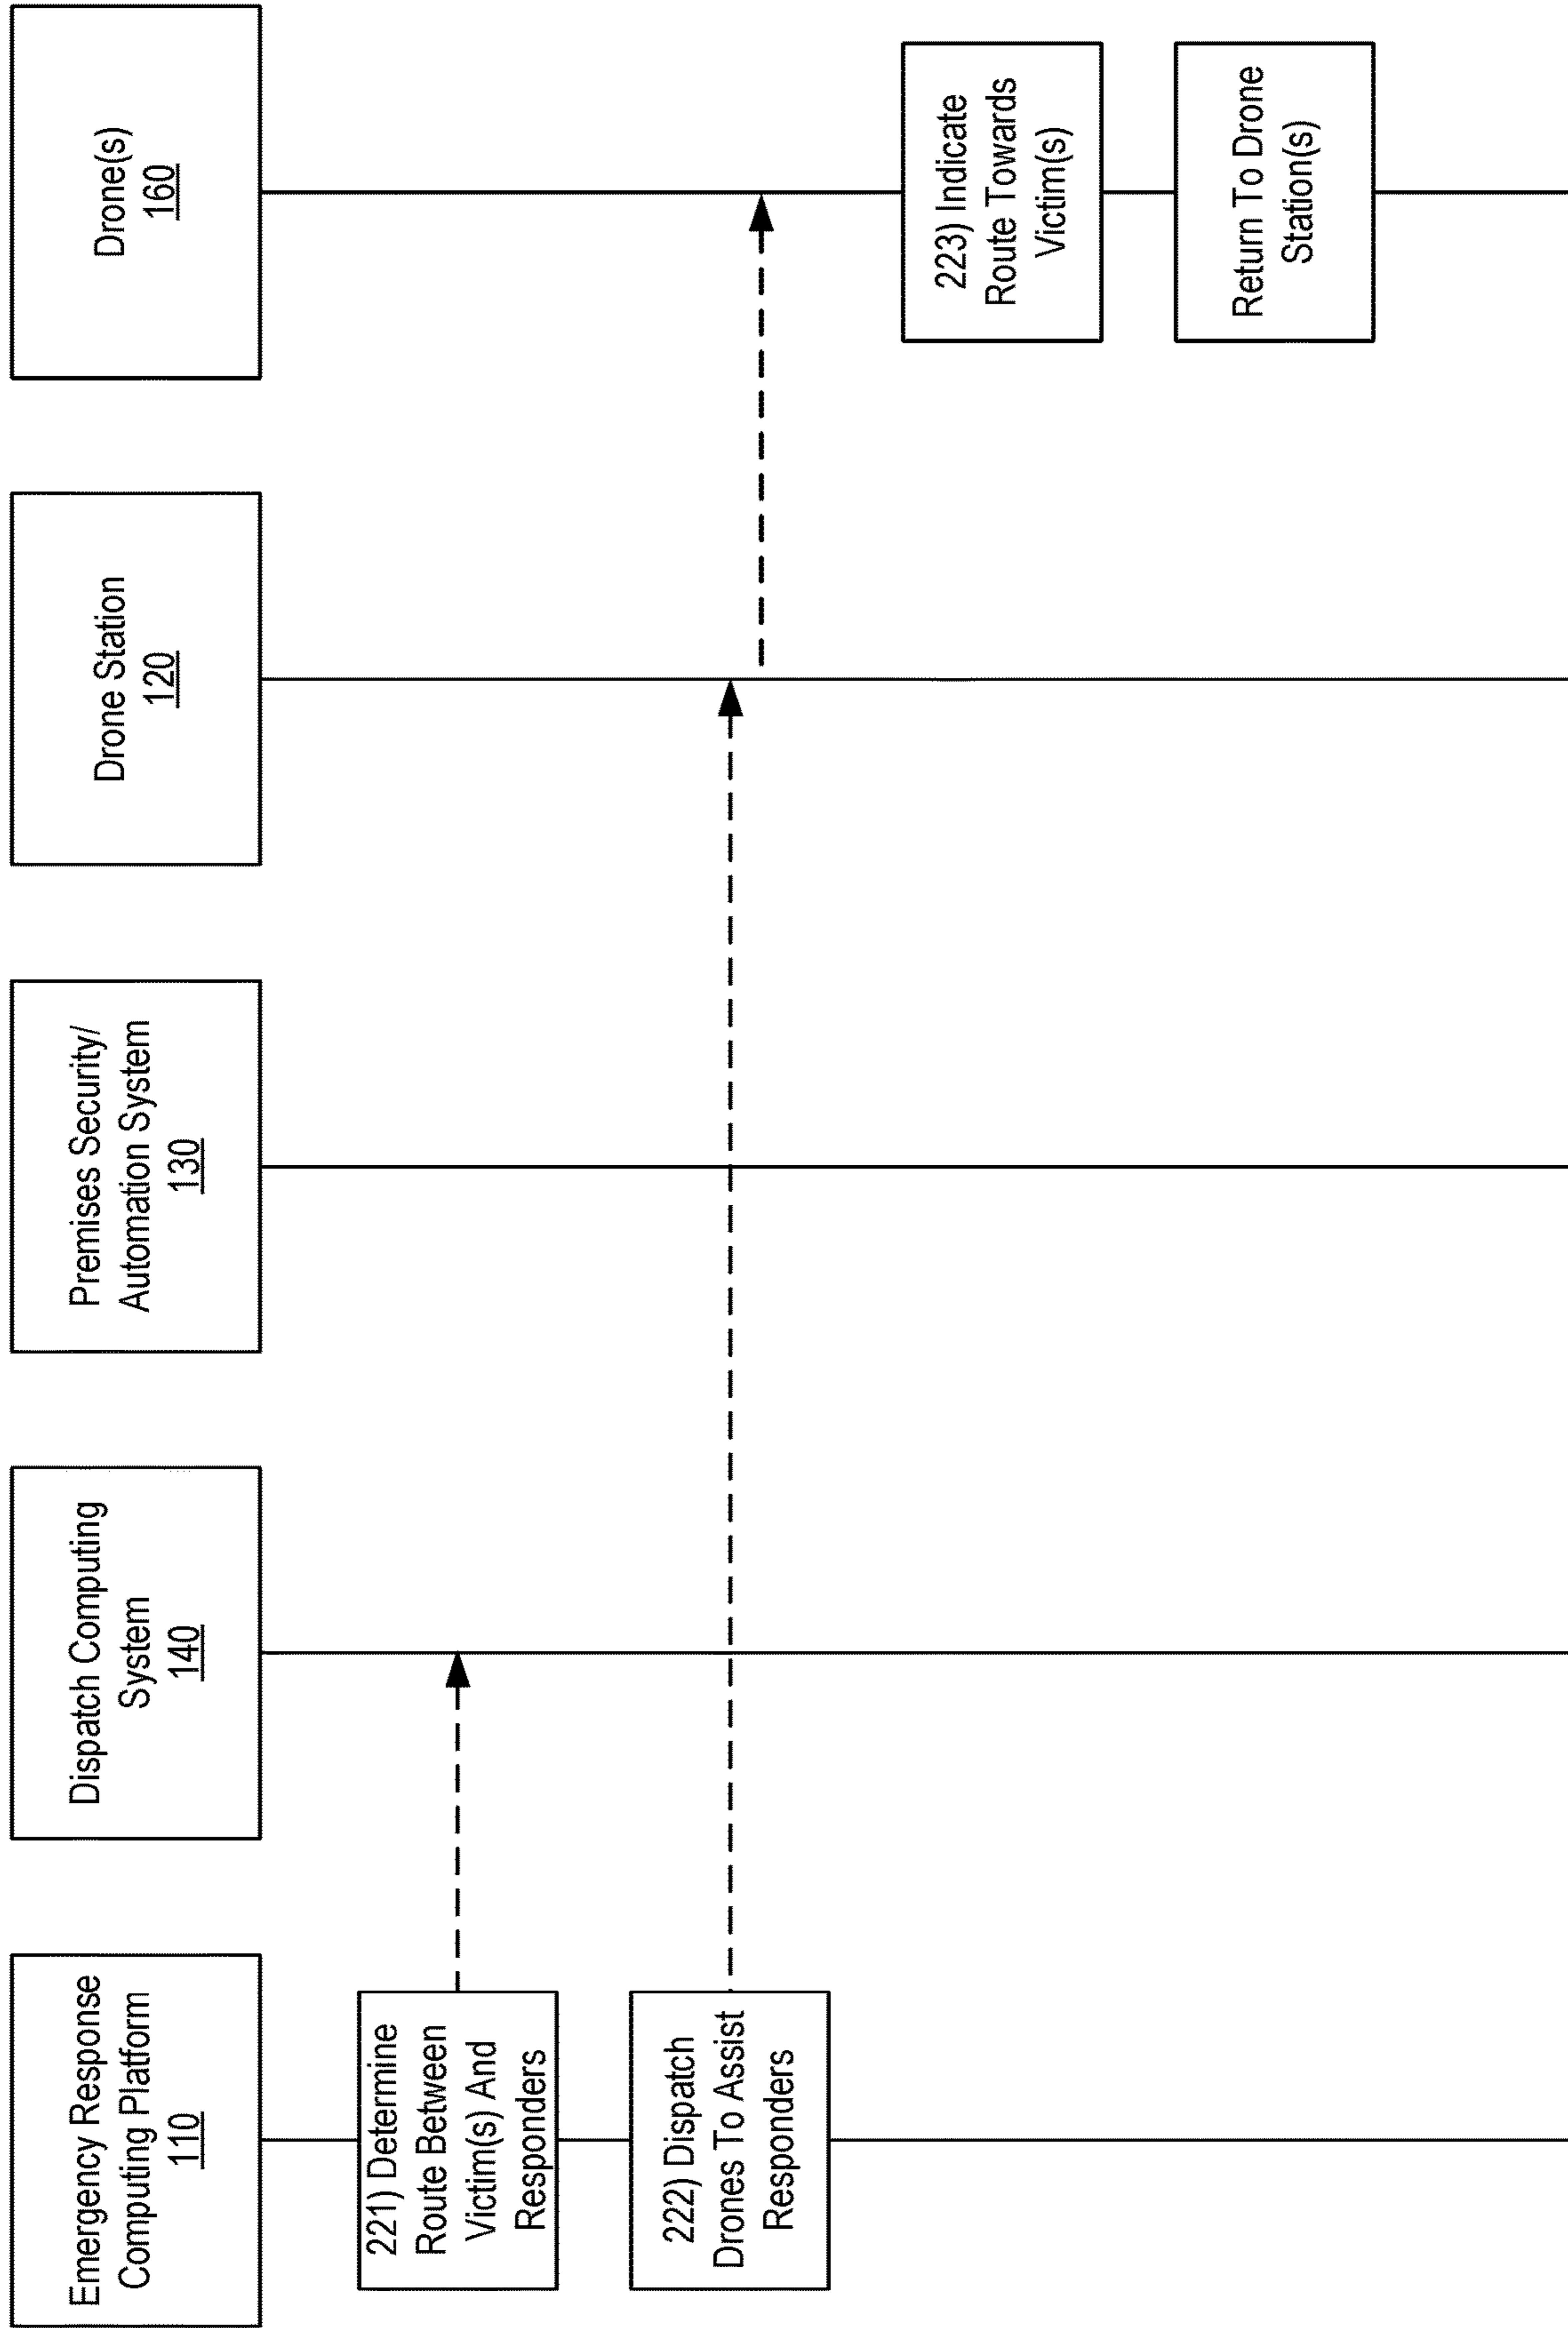 Emergency Response
Computing Platform
110
Dispatch Computing
System
140
Premises Security/
Automation System
130
Drone Station
120
Drone(s)
160
221) Determine
Route Between
Victim(s) And
Responders
222) Dispatch
Drones To Assist
Responders
223) Indicate
Route Towards
Victim(s)
Return To Drone
Station(s)